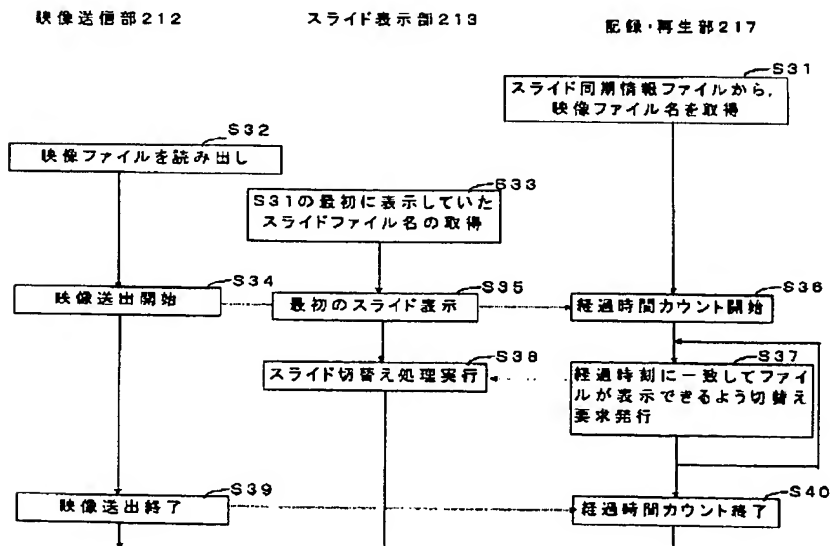 映像送信部212
スライド表示部213
記録・再生部217
S31
スライド同期情報ファイルから,
映像ファイル名を取得
S32
映像ファイルを読み出し
S33
S31の最初に表示していた
スライドファイル名の取得
S34
映像送出開始
S35
最初のスライド表示
S36
経過時間カウント開始
S37
経過時刻に一致してファイ
ルが表示できるよう切替え
要求発行
S38
スライド切替え処理実行
S39
映像送出終了
S40
経過時間カウント終了